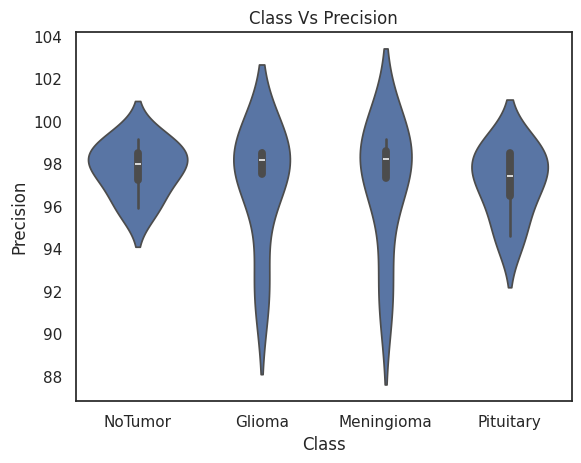 Class Vs Precision
104
102
100
98
96
94
92
90
88
Precision
NoTumor
Glioma
Meningioma
Pituitary
Class